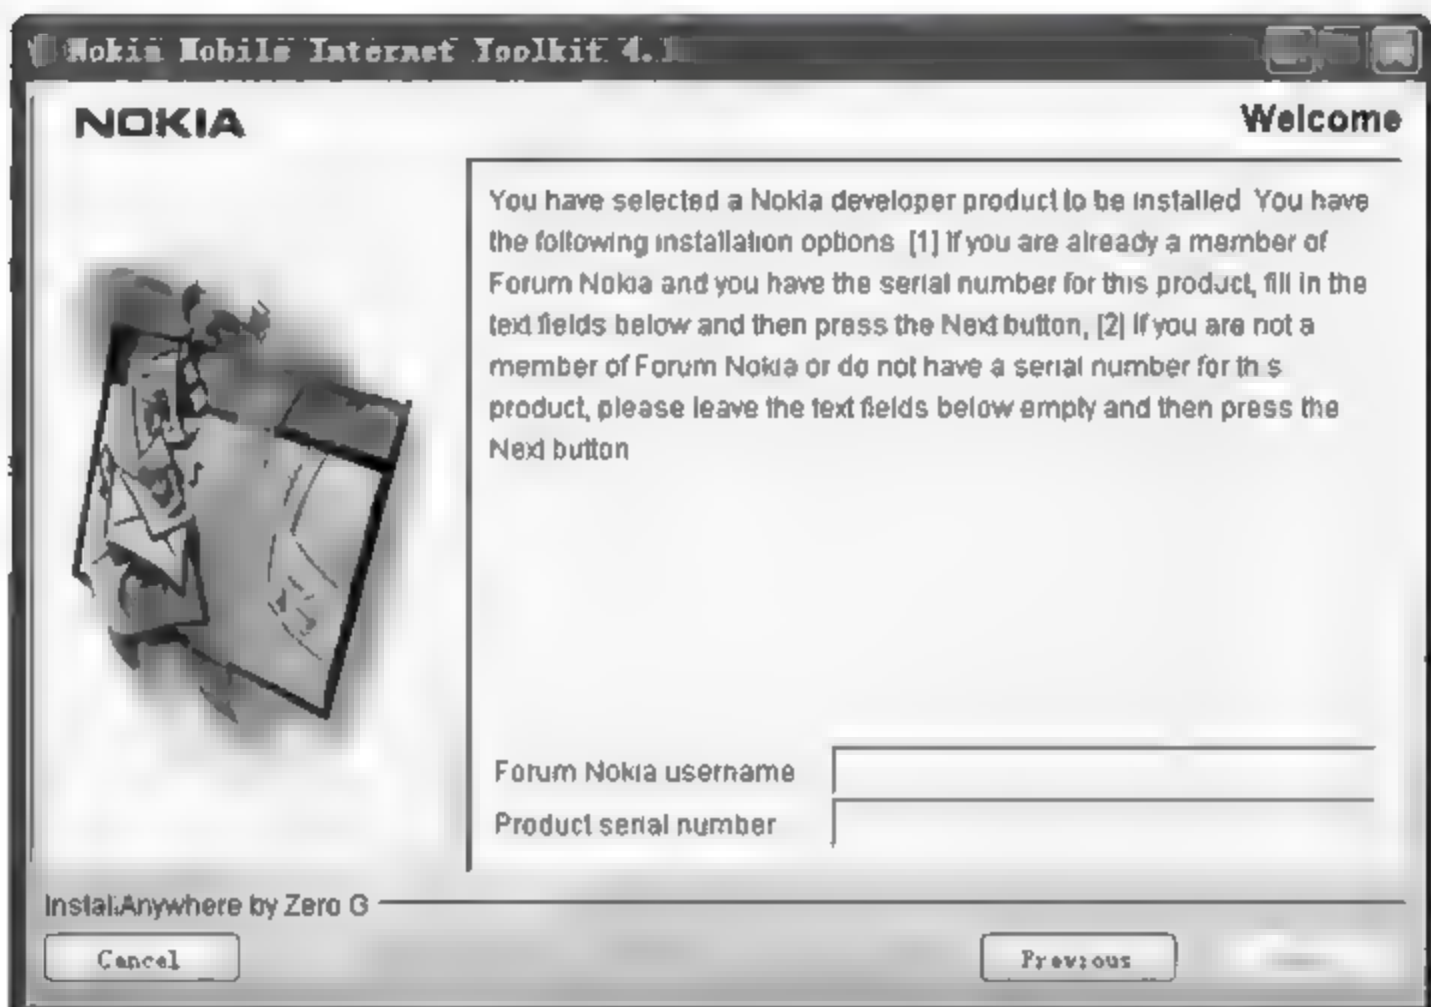 Nokia Mobile Internet Toolkit 4.1
NOKIA
Welcome
You have selected a Nokia developer product to be installed You have
the following installation options [1] If you are already a member of
Forum Nokia and you have the serial number for this product, fill in the
text fields below and then press the Next button, [2] If you are not a
member of Forum Nokia or do not have a serial number for this
product, please leave the text fields below empty and then press the
Next button
Forum Nokia username
Product serial number
InstallAnywhere by Zero G
Cancel
Previous